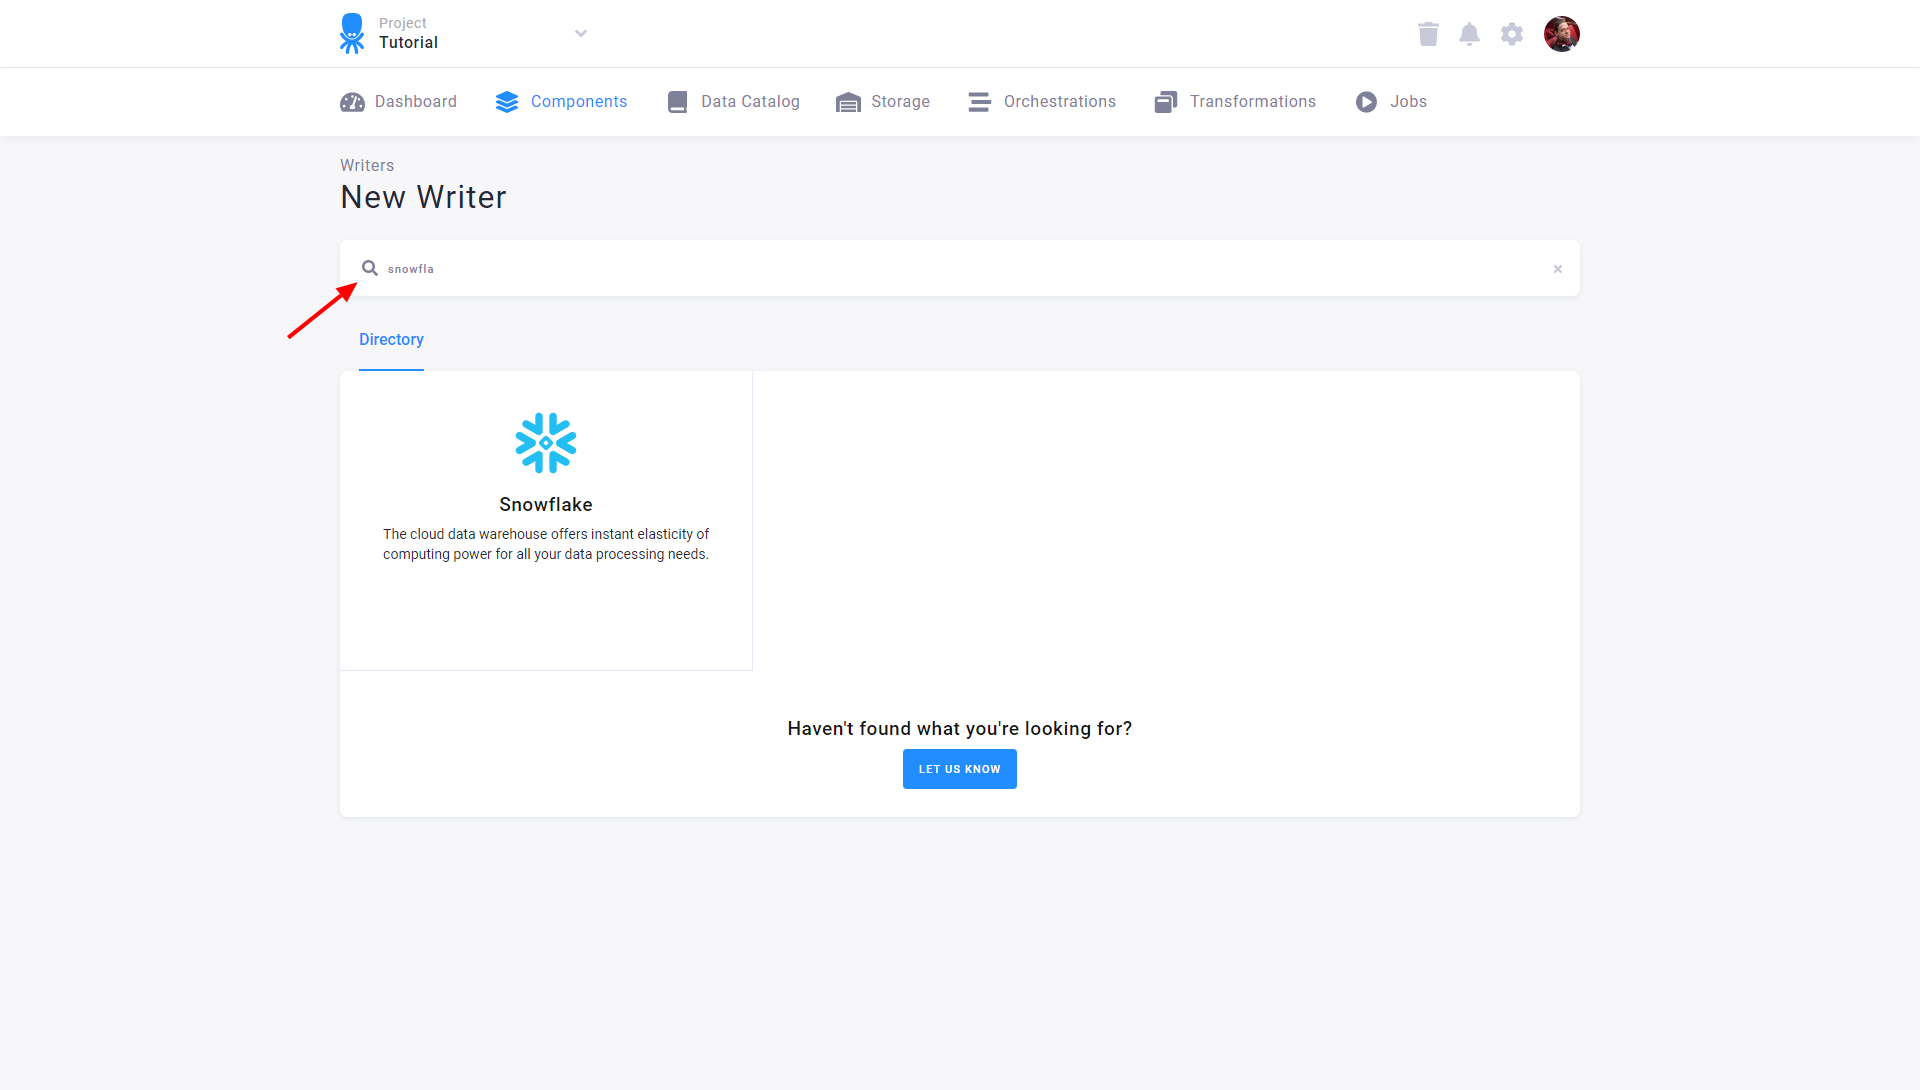 Project
Tutorial
Dashboard
Components
Data Catalog
Storage
Orchestrations
Transformations
Jobs
Writers
New Writer
snowfla
×
Directory
Snowflake
The cloud data warehouse offers instant elasticity of
computing power for all your data processing needs.
Haven't found what you're looking for?
LET US KNOW